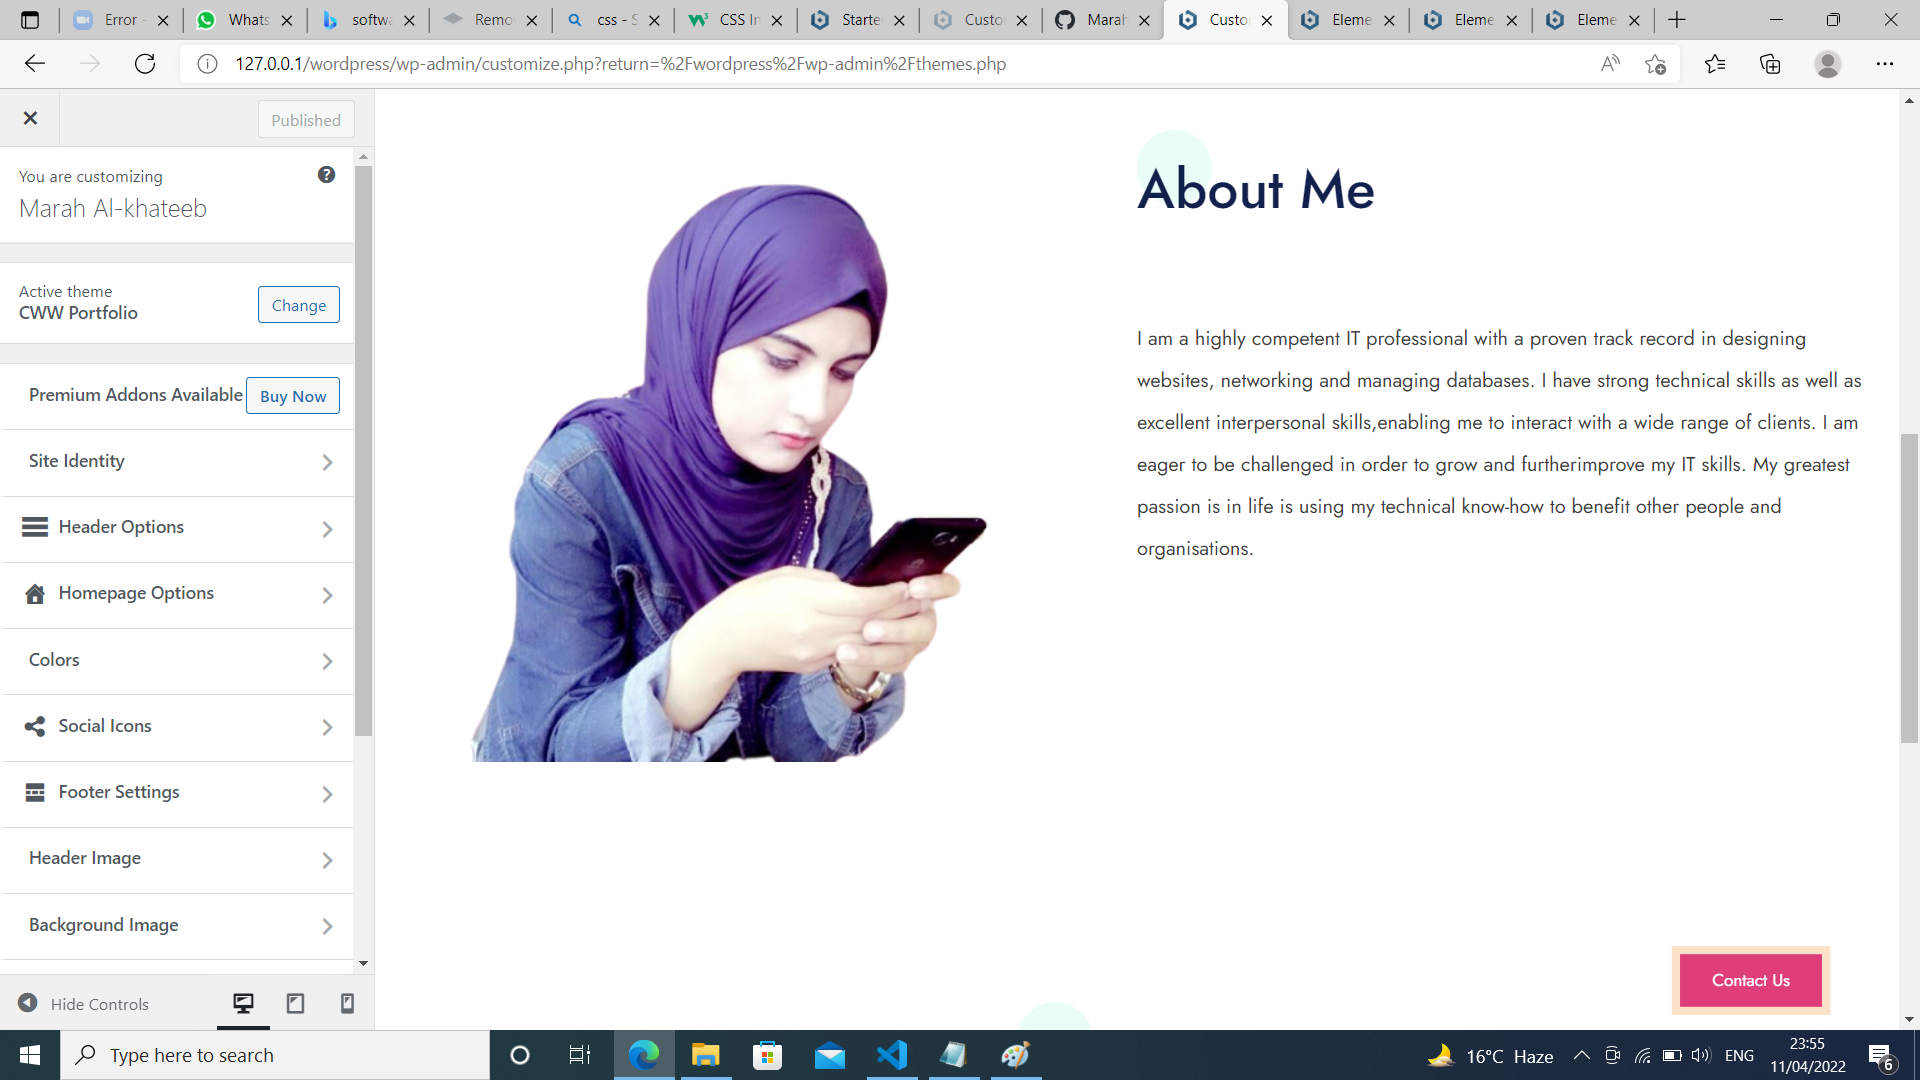 Error -
Whats
softwa
Remo
css - S
CSS In
Starte
Custo
Marah
Custo
Eleme
Eleme
Eleme
127.0.0.1/wordpress/wp-admin/customize.php?return=%2Fwordpress%2Fwp-admin%2Fthemes.php
Published
You are customizing
Marah Al-khateeb
Active theme
CWW Portfolio
Change
Premium Addons Available
Buy Now
Site Identity
Header Options
Homepage Options
Colors
Social Icons
Footer Settings
Header Image
Background Image
Hide Controls
About Me
I am a highly competent IT professional with a proven track record in designing
websites, networking and managing databases. I have strong technical skills as well as
excellent interpersonal skills,enabling me to interact with a wide range of clients. I am
eager to be challenged in order to grow and furtherimprove my IT skills. My greatest
passion is in life is using my technical know-how to benefit other people and
organisations.
Contact Us
Type here to search
16°C Haze
ENG
23:55
11/04/2022
6